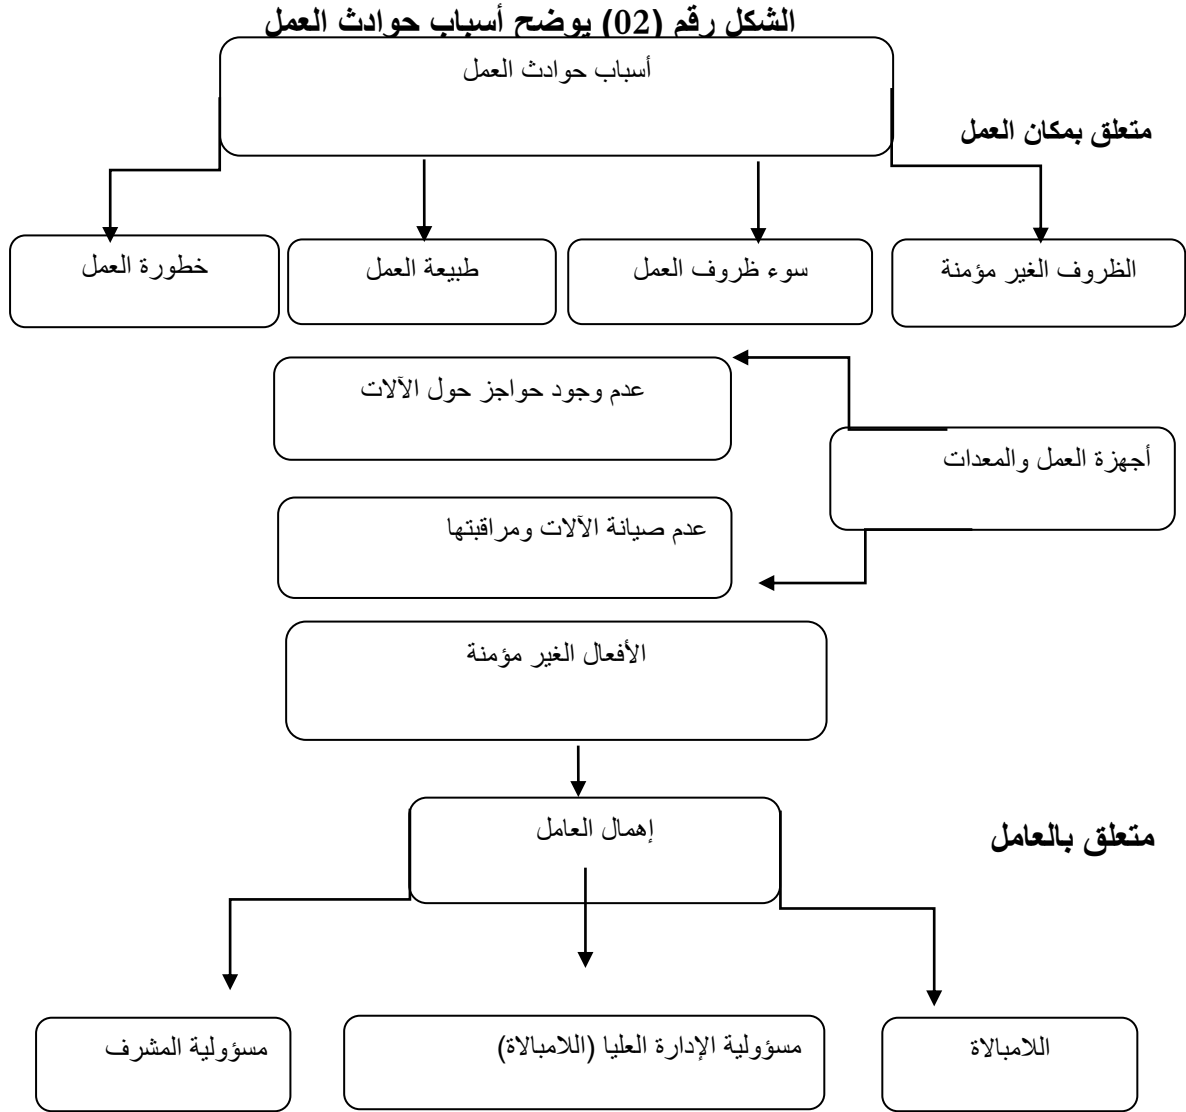 الشكل رقم (02) يوضح أسباب حوادث العمل
أسباب حوادث العمل
متعلق بمكان العمل
الظروف الغير مؤمنة
سوء ظروف العمل
طبيعة العمل
خطورة العمل
عدم وجود حواجز حول الآلات
أجهزة العمل والمعدات
عدم صيانة الآلات ومراقبتها
الأفعال الغير مؤمنة
إهمال العامل
متعلق بالعامل
اللامبالاة
مسؤولية الإدارة العليا (اللامبالاة)
مسؤولية المشرف